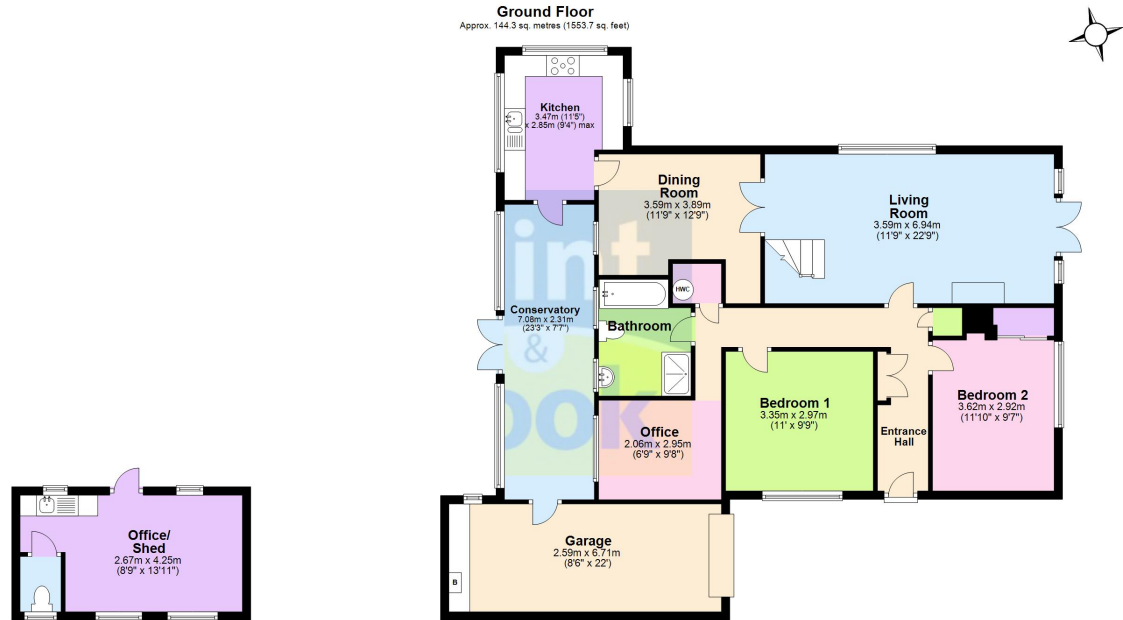 Ground Floor
Approx. 144.3 sq. metres (1553.7 sq. feet)
Kitchen
3.47m (11'5")
x 2.85m (9'4") max
Dining
Room
3.59m x 3.89m
(11'9" x 12'9")
Living
Room
3.59m x 6.94m
(11'9" x 22'9")
HWC
Conservatory
7.08m x 2.31m
(23'3" x 7'7")
Bathroom
&
Bedroom 1
3.35m x 2.97m
(11' x 9'9")
Bedroom 2
3.62m x 2.92m
(11'10" x 9'7")
Office
2.06m x 2.95m
(6'9" x 9'8")
Entrance
Hall
Office/
Shed
2.67m x 4.25m
(8'9" x 13'11")
Garage
2.59m x 6.71m
(8'6" x 22')
B